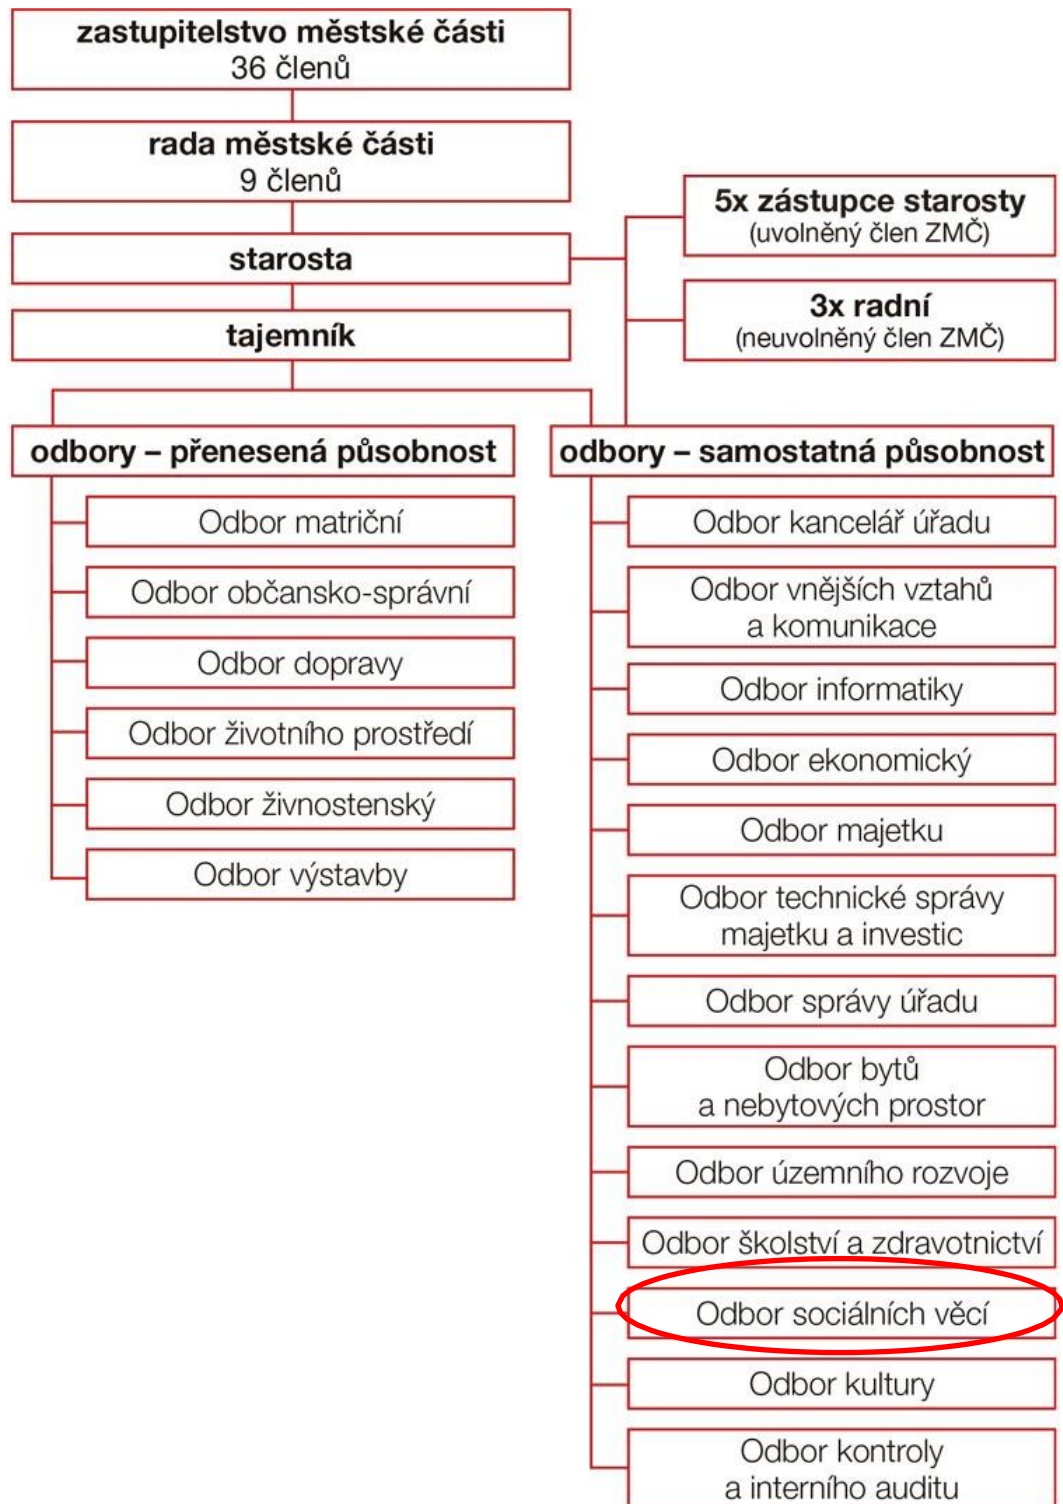 zastupitelstvo městské části
36 členů
rada městské části
9 členů
5x zástupce starosty
(uvolněný člen ZMČ)
starosta
3x radní
(neuvolněný člen ZMČ)
tajemník
odbory – přenesená působnost
Odbor matriční
Odbor občansko-správní
Odbor dopravy
Odbor životního prostředí
Odbor živnostenský
Odbor výstavby
odbory – samostatná působnost
Odbor kancelář úřadu
Odbor vnějších vztahů
a komunikace
Odbor informatiky
Odbor ekonomický
Odbor majetku
Odbor technické správy
majetku a investic
Odbor správy úřadu
Odbor bytů
a nebytových prostor
Odbor územního rozvoje
Odbor školství a zdravotnictví
Odbor sociálních věcí
Odbor kultury
Odbor kontroly
a interního auditu